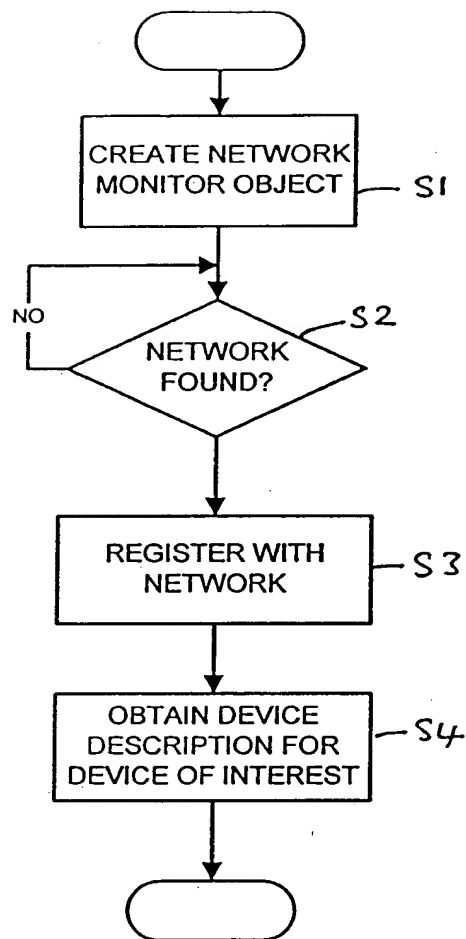 CREATE NETWORK
MONITOR OBJECT
S1
NO
S2
NETWORK
FOUND?
REGISTER WITH
NETWORK
S3
OBTAIN DEVICE
DESCRIPTION FOR
DEVICE OF INTEREST
S4